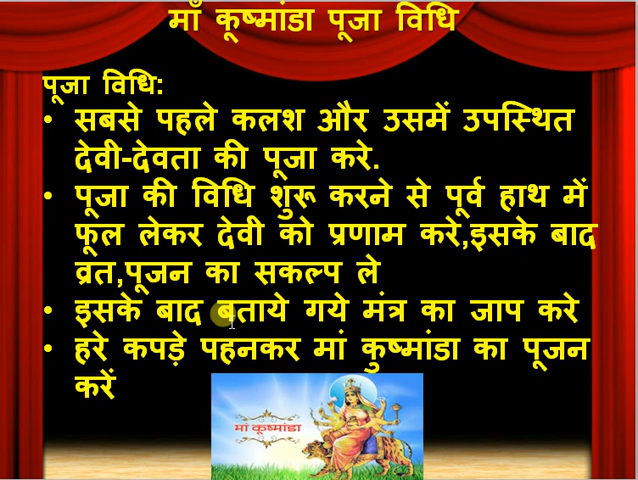 माँ कूष्मांडा पूजा विधि
पूजा विधि:
• सबसे पहले कलश और उसमें उपस्थित
देवी-देवता की पूजा करे.
• पूजा की विधि शुरू करने से पूर्व हाथ में
फूल लेकर देवी को प्रणाम करे,इसके बाद
व्रत,पूजन का सकल्प ले
• इसके बाद बताये गये मंत्र का जाप करे
• हरे कपड़े पहनकर मां कुष्मांडा का पूजन
करें
मां कूष्मांडा